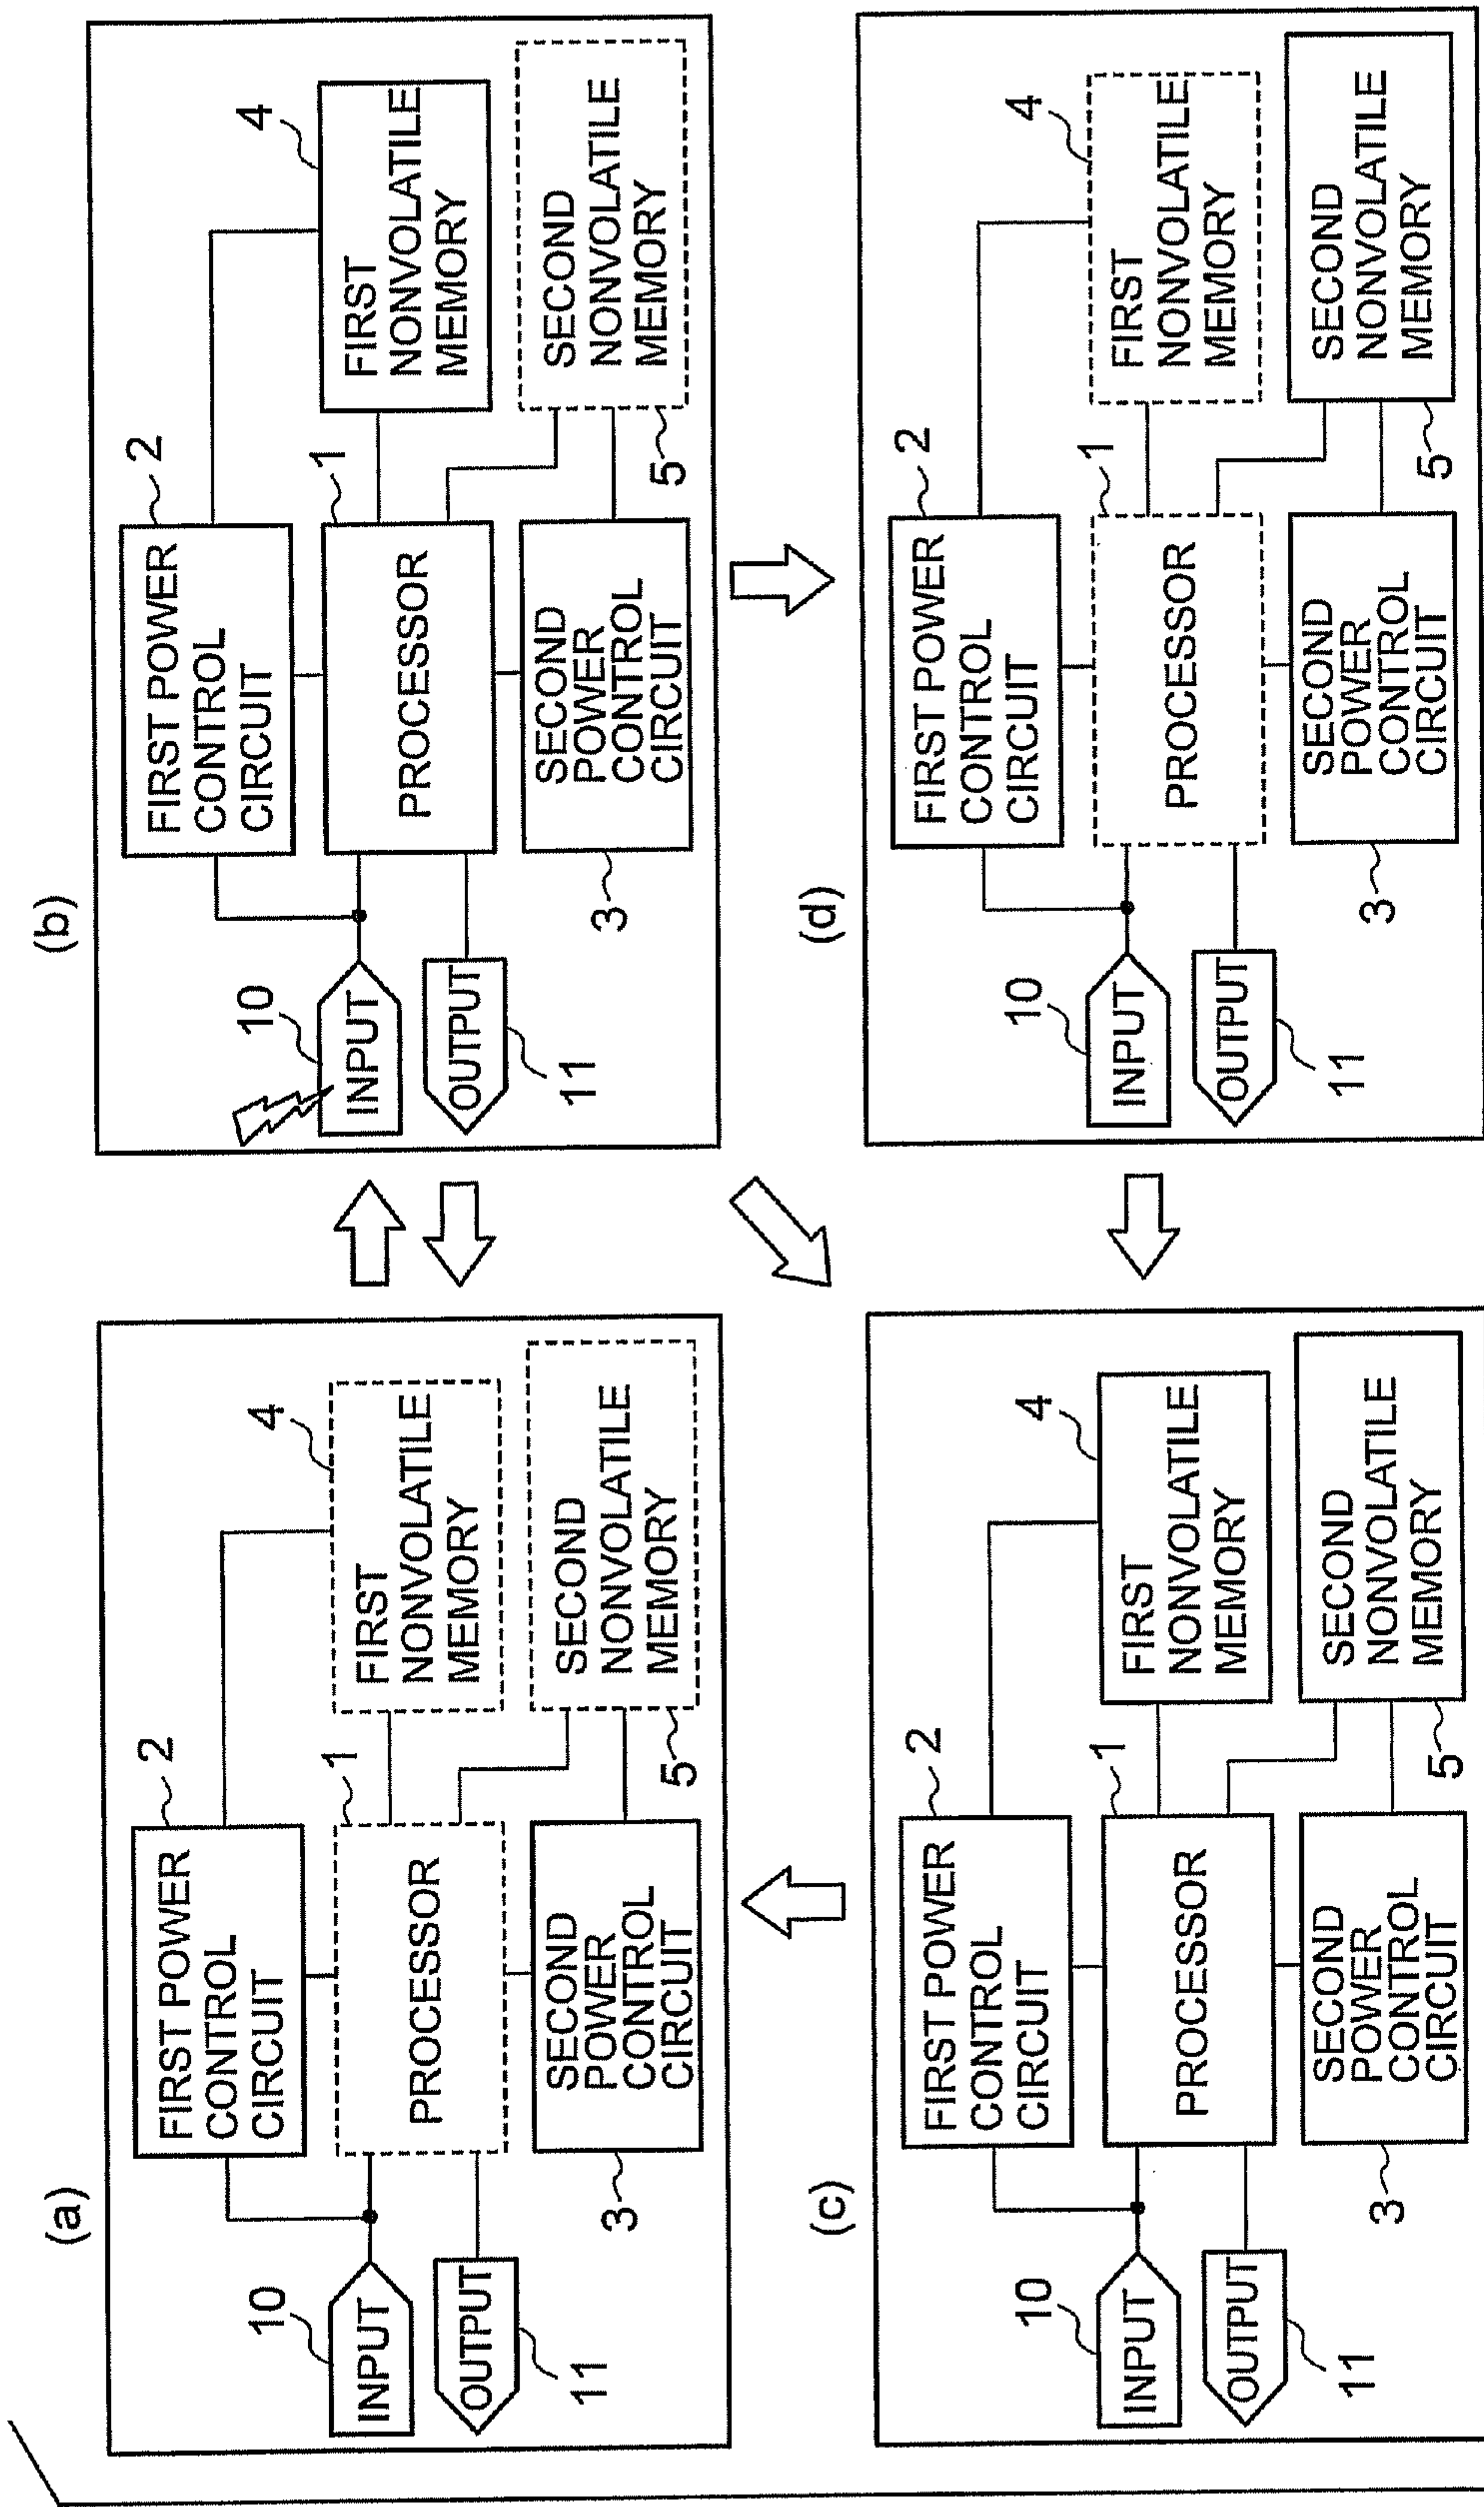 (a)
10
INPUT
OUTPUT
11
FIRST POWER
CONTROL
CIRCUIT
2
PROCESSOR
1
SECOND
POWER
CONTROL
CIRCUIT
3
FIRST
NONVOLATILE
MEMORY
4
SECOND
NONVOLATILE
MEMORY
5
(b)
10
INPUT
OUTPUT
11
FIRST POWER
CONTROL
CIRCUIT
2
PROCESSOR
1
SECOND
POWER
CONTROL
CIRCUIT
3
FIRST
NONVOLATILE
MEMORY
4
SECOND
NONVOLATILE
MEMORY
5
(c)
10
INPUT
OUTPUT
11
FIRST POWER
CONTROL
CIRCUIT
2
PROCESSOR
1
SECOND
POWER
CONTROL
CIRCUIT
3
FIRST
NONVOLATILE
MEMORY
4
SECOND
NONVOLATILE
MEMORY
5
(d)
10
INPUT
OUTPUT
11
FIRST POWER
CONTROL
CIRCUIT
2
PROCESSOR
1
SECOND
POWER
CONTROL
CIRCUIT
3
FIRST
NONVOLATILE
MEMORY
4
SECOND
NONVOLATILE
MEMORY
5